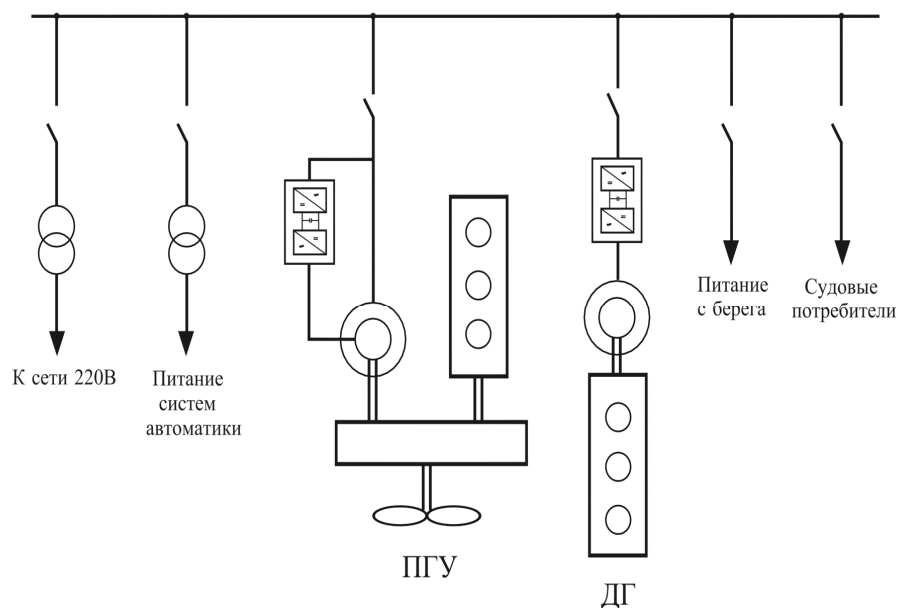 К сети 220В
Питание
систем
автоматики
Питание
с берега
Судовые
потребители
ПГУ
ДГ